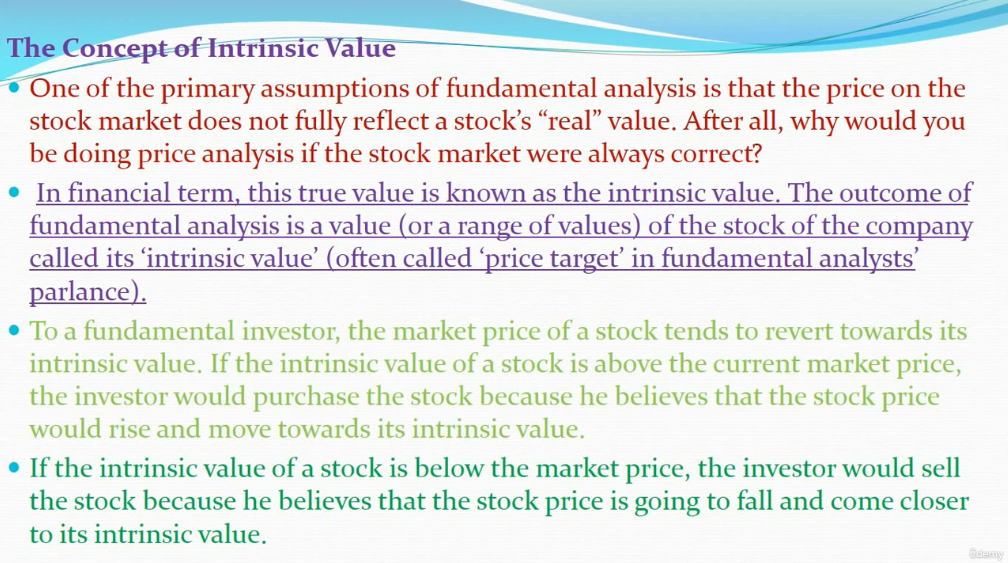 The Concept of Intrinsic Value
One of the primary assumptions of fundamental analysis is that the price on the
stock market does not fully reflect a stock's “real” value. After all, why would you
be doing price analysis if the stock market were always correct?
In financial term, this true value is known as the intrinsic value. The outcome of
fundamental analysis is a value (or a range of values) of the stock of the company
called its ‘intrinsic value’ (often called ‘price target’ in fundamental analysts’
parlance).
To a fundamental investor, the market price of a stock tends to revert towards its
intrinsic value. If the intrinsic value of a stock is above the current market price,
the investor would purchase the stock because he believes that the stock price
would rise and move towards its intrinsic value.
If the intrinsic value of a stock is below the market price, the investor would sell
the stock because he believes that the stock price is going to fall and come closer
to its intrinsic value.
ûdemy